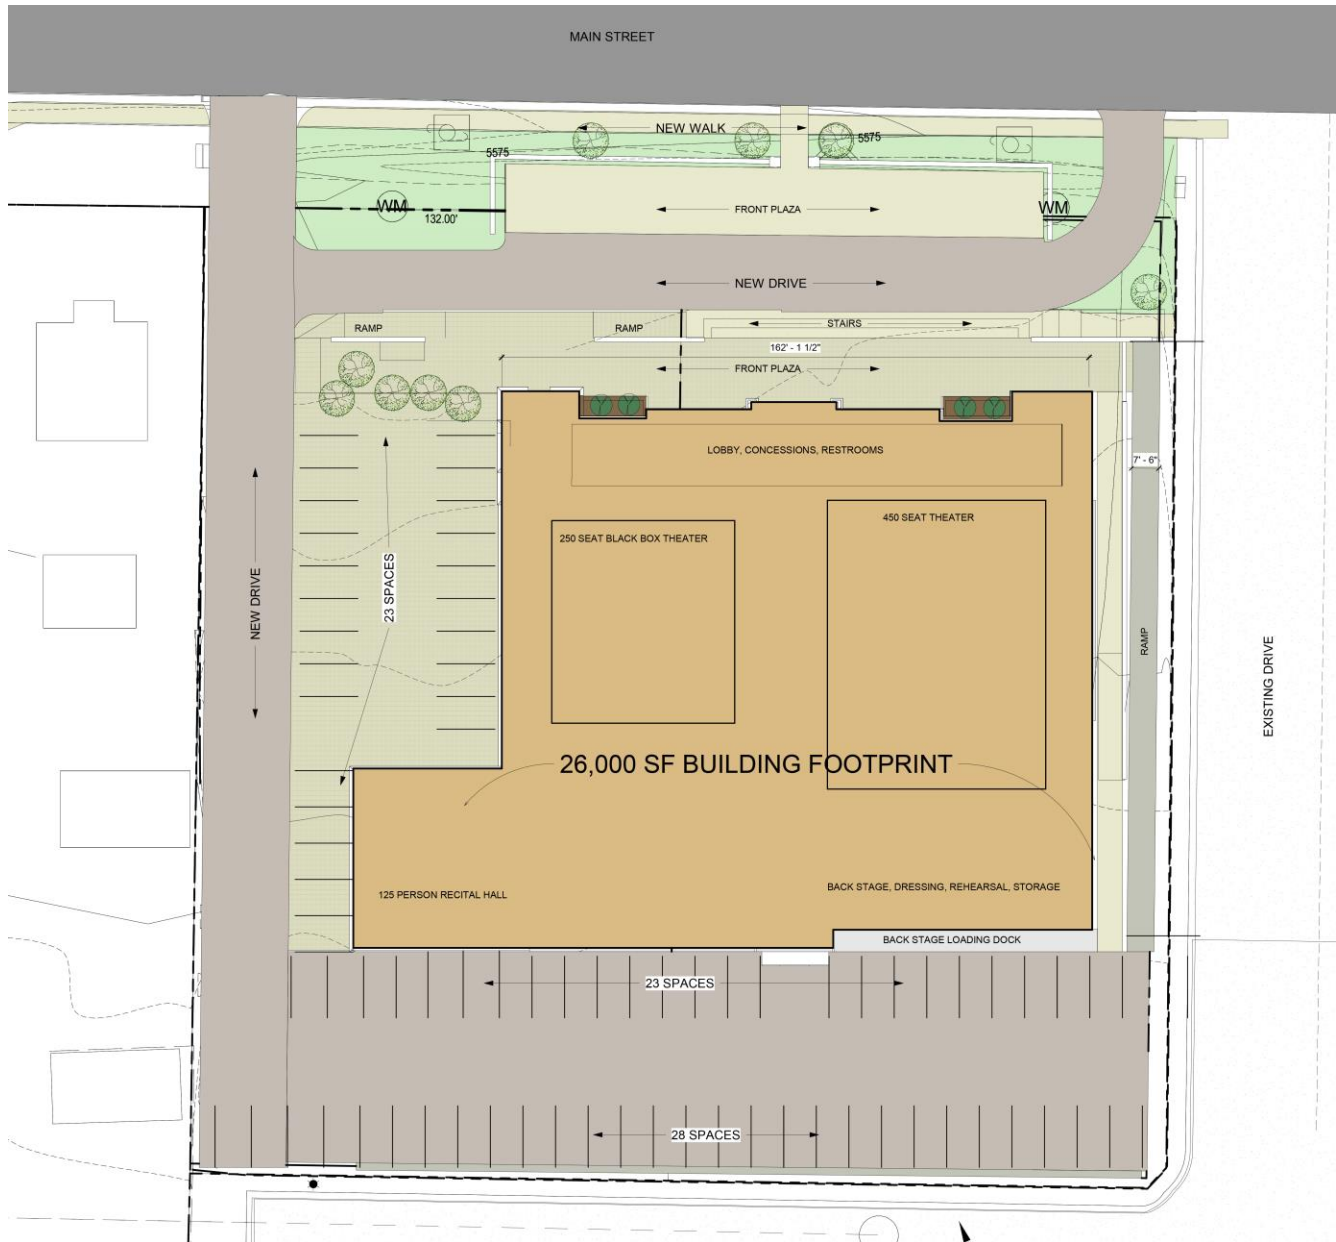 MAIN STREET
NEW WALK
5575
5575
WM
132.00'
FRONT PLAZA
WM
NEW DRIVE
RAMP
RAMP
STAIRS
162' - 1 1/2"
FRONT PLAZA
LOBBY, CONCESSIONS, RESTROOMS
7' - 6"
450 SEAT THEATER
250 SEAT BLACK BOX THEATER
23 SPACES
NEW DRIVE
RAMP
EXISTING DRIVE
26,000 SF BUILDING FOOTPRINT
125 PERSON RECITAL HALL
BACK STAGE, DRESSING, REHEARSAL, STORAGE
BACK STAGE LOADING DOCK
23 SPACES
28 SPACES